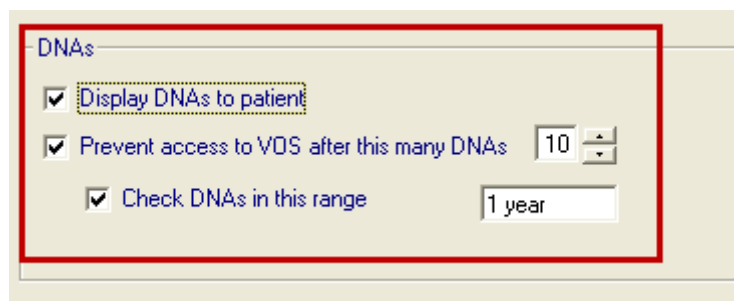 DNAs
Display DNAs to patient
Prevent access to VOS after this many DNAs 10
Check DNAs in this range 1 year